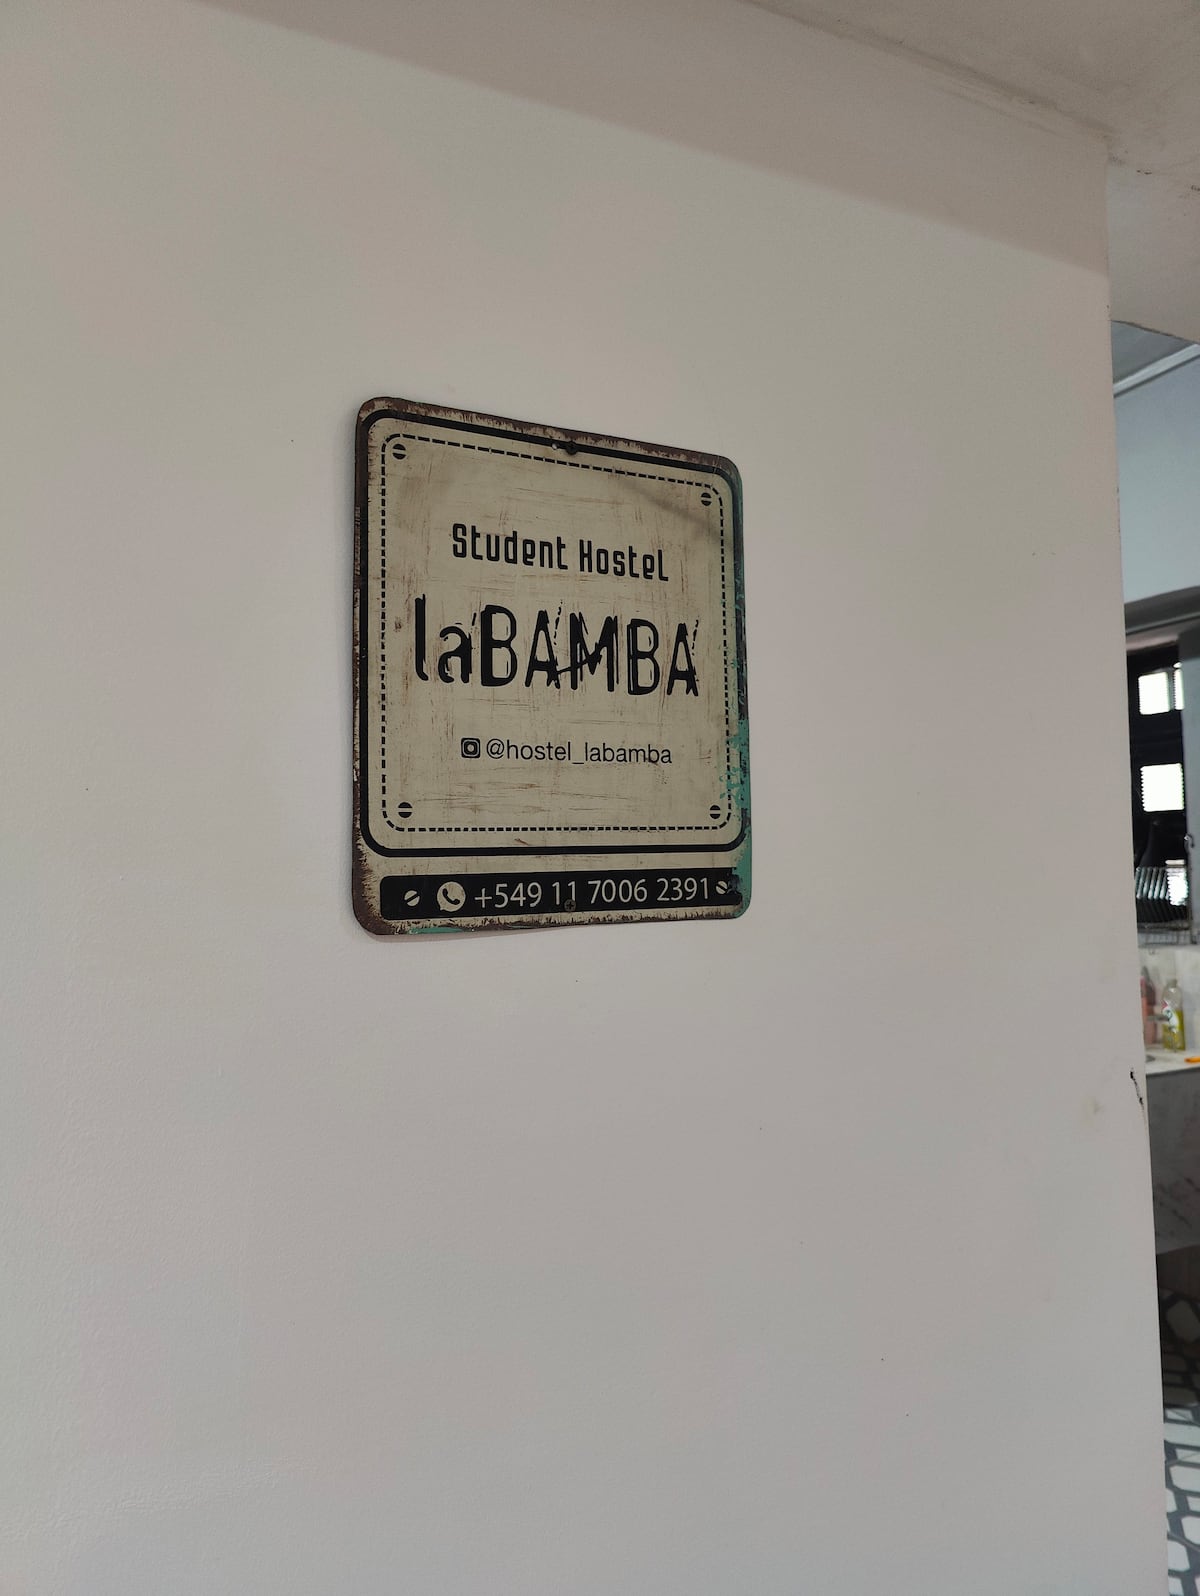 Student Hostel
laBAMBA
@hostel_labamba
+549 11 7006 2391